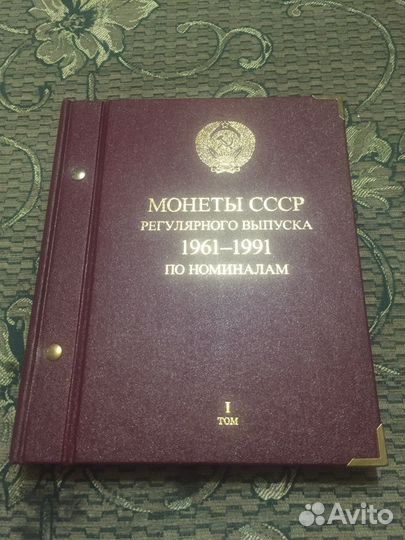 МОНЕТЫ СССР
РЕГУЛЯРНОГО ВЫПУСКА
1961–1991
ПО НОМИНАЛАМ
I
ТОМ
Avito